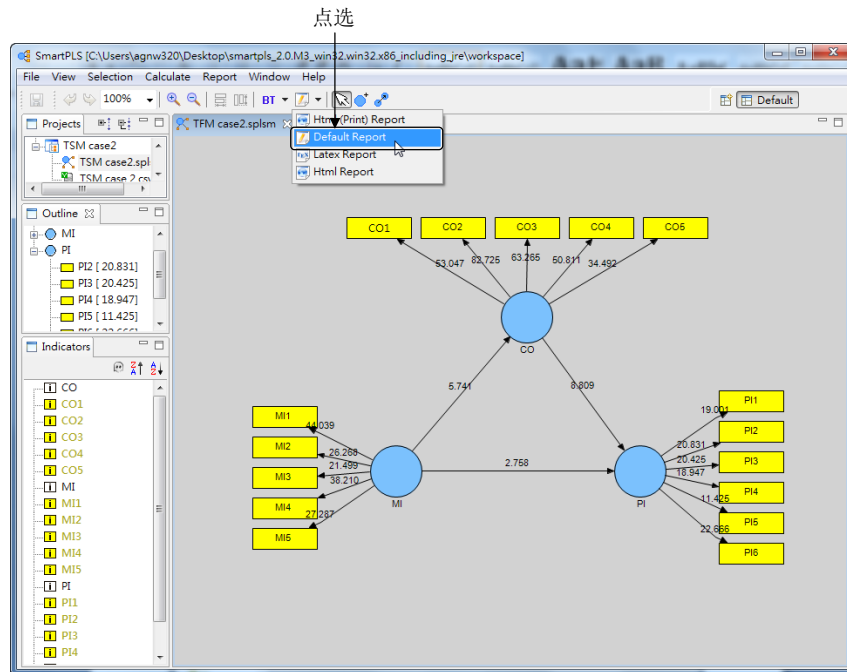 点选
SmartPLS [C:\Users\agnw320\Desktop\smartpls_2.0.M3_win32.win32.x86_including_jre\workspace]
File View Selection Calculate Report Window Help
100% BT Default
Projects
TFM case2.splsm
Html (Print) Report
Default Report
Latex Report
Html Report
TSM case2
TSM case2.spl
TSM case 2 csv
Outline
MI
PI
PI2 [ 20.831]
PI3 [ 20.425]
PI4 [ 18.947]
PI5 [ 11.425]
PI6 [ 22.666]
Indicators
CO
CO1
CO2
CO3
CO4
CO5
MI
MI1
MI2
MI3
MI4
MI5
PI
PI1
PI2
PI3
PI4
CO1 CO2 CO3 CO4 CO5
53.047 82.725 63.265 50.811 34.492
CO
5.741 8.809
MI1
MI2
MI3
MI4
MI5
44.039
26.268
21.499
38.210
27.287
MI
2.758
PI
19.001
20.831
20.425
18.947
11.425
22.666
PI1
PI2
PI3
PI4
PI5
PI6